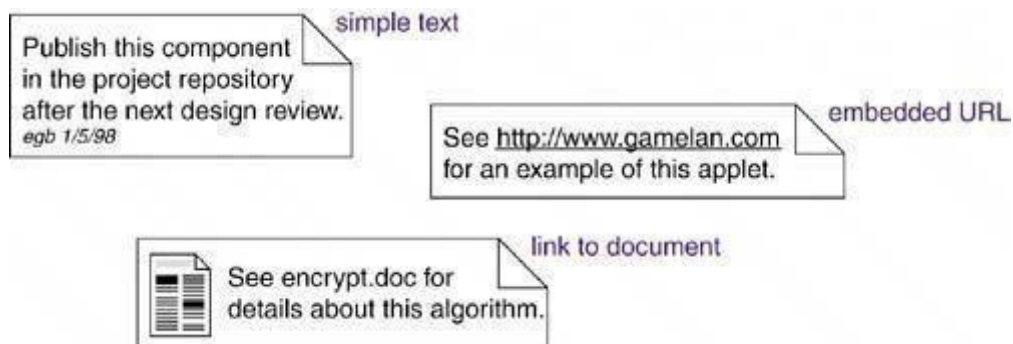 simple text
Publish this component
in the project repository
after the next design review.
egb 1/5/98
embedded URL
See http://www.gamelan.com
for an example of this applet.
link to document
See encrypt.doc for
details about this algorithm.